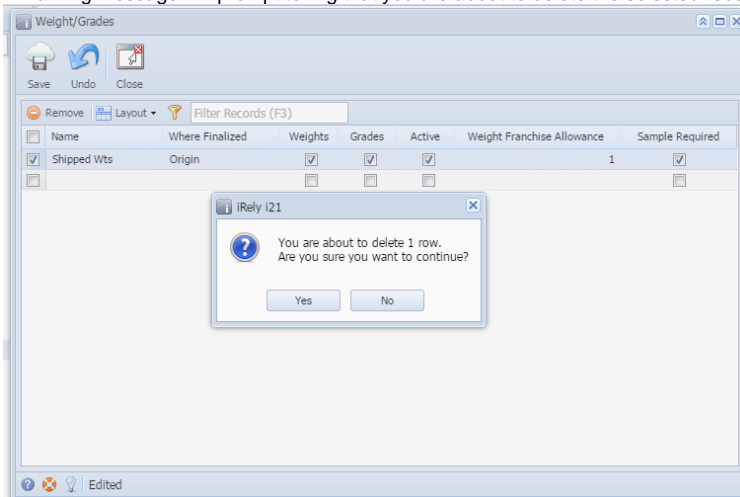 Weight/Grades
Save Undo Close
Remove Layout Filter Records (F3)
Name Where Finalized Weights Grades Active Weight Franchise Allowance Sample Required
Shipped Wts Origin 1
iRely i21
You are about to delete 1 row.
Are you sure you want to continue?
Yes No
Edited